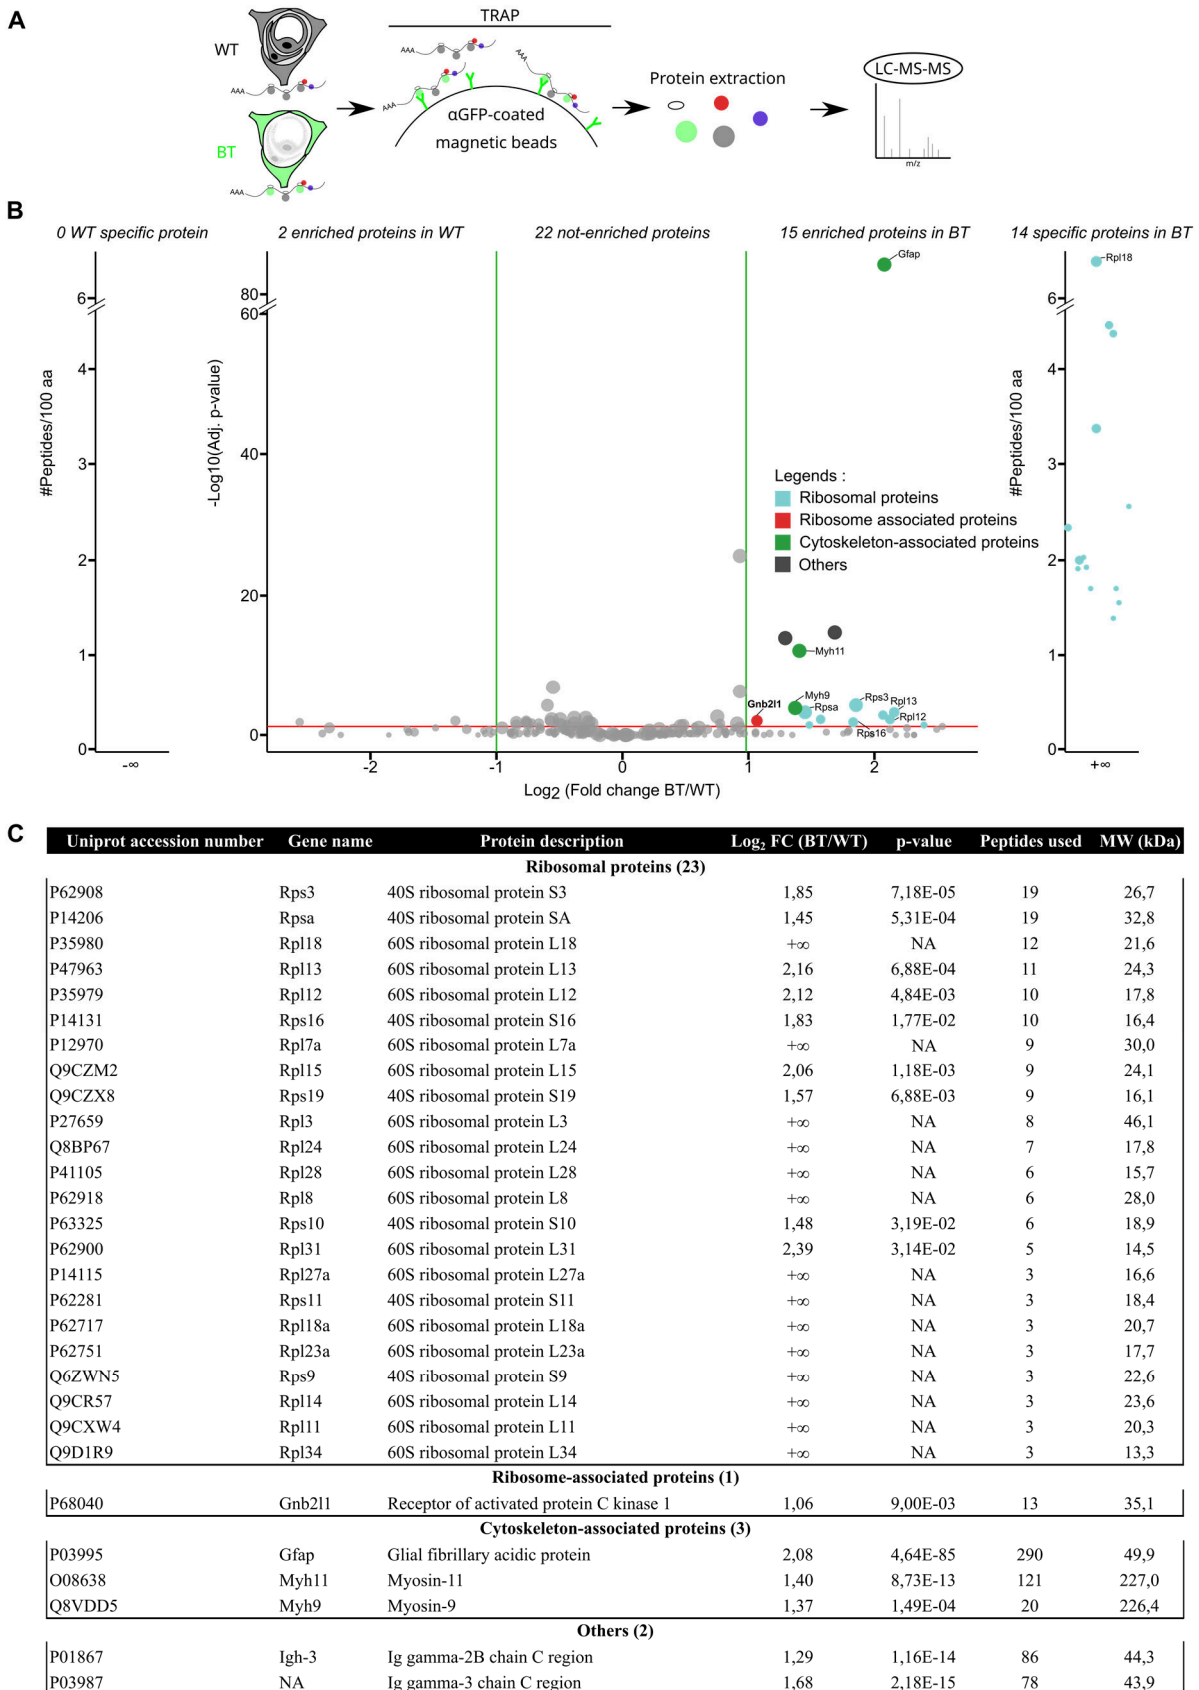 A
WT
AAA
BT
AAA
TRAP
AAA
AAA
AAA
αGFP-coated
magnetic beads
Protein extraction
LC-MS-MS
m/z
B
0 WT specific protein
2 enriched proteins in WT
22 not-enriched proteins
15 enriched proteins in BT
14 specific proteins in BT
#Peptides/100 aa
6
4
3
2
1
0
-∞
-Log10(Adj. p-value)
80
60
40
20
0
-2
-1
0
1
2
Log2 (Fold change BT/WT)
Gfap
Myh11
Myh9
Gnb2l1
Rpsa
Rps3
Rpl13
Rpl12
Rps16
Legends :
Ribosomal proteins
Ribosome associated proteins
Cytoskeleton-associated proteins
Others
#Peptides/100 aa
6
4
3
2
1
0
+∞
Rpl18
C
Uniprot accession number Gene name Protein description Log2 FC (BT/WT) p-value Peptides used MW (kDa)
Ribosomal proteins (23)
P62908 Rps3 40S ribosomal protein S3 1,85 7,18E-05 19 26,7
P14206 Rpsa 40S ribosomal protein SA 1,45 5,31E-04 19 32,8
P35980 Rpl18 60S ribosomal protein L18 +∞ NA 12 21,6
P47963 Rpl13 60S ribosomal protein L13 2,16 6,88E-04 11 24,3
P35979 Rpl12 60S ribosomal protein L12 2,12 4,84E-03 10 17,8
P14131 Rps16 40S ribosomal protein S16 1,83 1,77E-02 10 16,4
P12970 Rpl7a 60S ribosomal protein L7a +∞ NA 9 30,0
Q9CZM2 Rpl15 60S ribosomal protein L15 2,06 1,18E-03 9 24,1
Q9CZX8 Rps19 40S ribosomal protein S19 1,57 6,88E-03 9 16,1
P27659 Rpl3 60S ribosomal protein L3 +∞ NA 8 46,1
Q8BP67 Rpl24 60S ribosomal protein L24 +∞ NA 7 17,8
P41105 Rpl28 60S ribosomal protein L28 +∞ NA 6 15,7
P62918 Rpl8 60S ribosomal protein L8 +∞ NA 6 28,0
P63325 Rps10 40S ribosomal protein S10 1,48 3,19E-02 6 18,9
P62900 Rpl31 60S ribosomal protein L31 2,39 3,14E-02 5 14,5
P14115 Rpl27a 60S ribosomal protein L27a +∞ NA 3 16,6
P62281 Rps11 40S ribosomal protein S11 +∞ NA 3 18,4
P62717 Rpl18a 60S ribosomal protein L18a +∞ NA 3 20,7
P62751 Rpl23a 60S ribosomal protein L23a +∞ NA 3 17,7
Q6ZWN5 Rps9 40S ribosomal protein S9 +∞ NA 3 22,6
Q9CR57 Rpl14 60S ribosomal protein L14 +∞ NA 3 23,6
Q9CXW4 Rpl11 60S ribosomal protein L11 +∞ NA 3 20,3
Q9D1R9 Rpl34 60S ribosomal protein L34 +∞ NA 3 13,3
Ribosome-associated proteins (1)
P68040 Gnb2l1 Receptor of activated protein C kinase 1 1,06 9,00E-03 13 35,1
Cytoskeleton-associated proteins (3)
P03995 Gfap Glial fibrillary acidic protein 2,08 4,64E-85 290 49,9
O08638 Myh11 Myosin-11 1,40 8,73E-13 121 227,0
Q8VDD5 Myh9 Myosin-9 1,37 1,49E-04 20 226,4
Others (2)
P01867 Igh-3 Ig gamma-2B chain C region 1,29 1,16E-14 86 44,3
P03987 NA Ig gamma-3 chain C region 1,68 2,18E-15 78 43,9